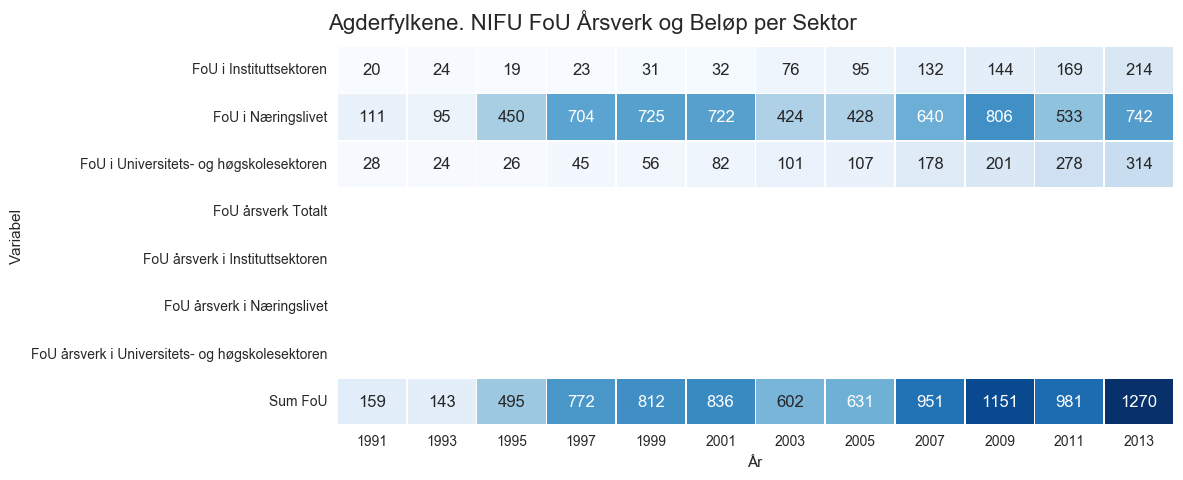 Agderfylkene. NIFU FoU Årsverk og Beløp per Sektor
FoU i Instituttsektoren 20 24 19 23 31 32 76 95 132 144 169 214
FoU i Næringslivet 111 95 450 704 725 722 424 428 640 806 533 742
FoU i Universitets- og høgskolesektoren 28 24 26 45 56 82 101 107 178 201 278 314
FoU årsverk Totalt
Variabel
FoU årsverk i Instituttsektoren
FoU årsverk i Næringslivet
FoU årsverk i Universitets- og høgskolesektoren
Sum FoU 159 143 495 772 812 836 602 631 951 1151 981 1270
1991 1993 1995 1997 1999 2001 2003 2005 2007 2009 2011 2013
År